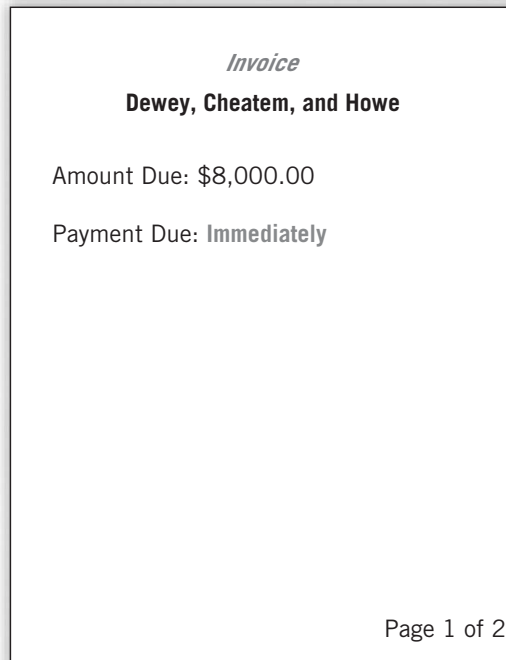 Invoice
Dewey, Cheatem, and Howe
Amount Due: $8,000.00
Payment Due: Immediately
Page 1 of 2